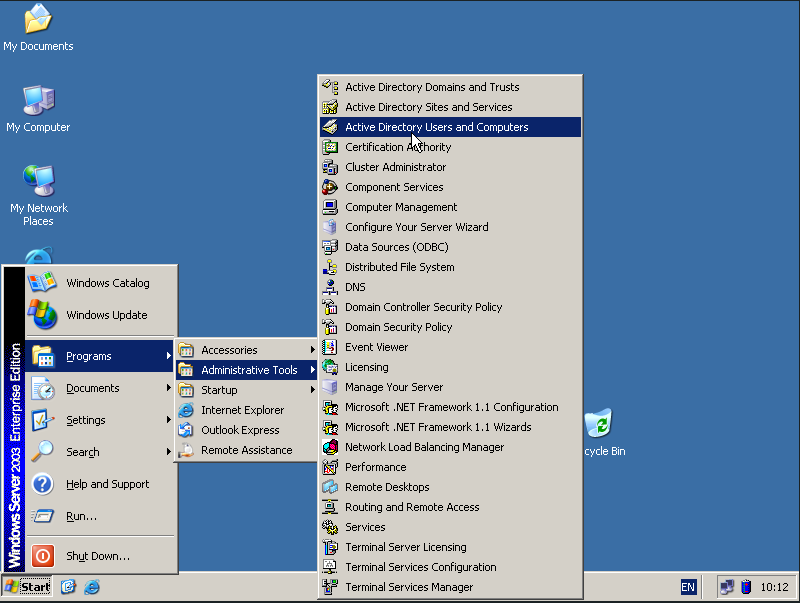 My Documents
My Computer
My Network
Places
Windows Catalog
Windows Update
Programs
Documents
Settings
Search
Help and Support
Run...
Shut Down...
Windows Server 2003 Enterprise Edition
Accessories
Administrative Tools
Startup
Internet Explorer
Outlook Express
Remote Assistance
Active Directory Domains and Trusts
Active Directory Sites and Services
Active Directory Users and Computers
Certification Authority
Cluster Administrator
Component Services
Computer Management
Configure Your Server Wizard
Data Sources (ODBC)
Distributed File System
DNS
Domain Controller Security Policy
Domain Security Policy
Event Viewer
Licensing
Manage Your Server
Microsoft .NET Framework 1.1 Configuration
Microsoft .NET Framework 1.1 Wizards
Network Load Balancing Manager
Performance
Remote Desktops
Routing and Remote Access
Services
Terminal Server Licensing
Terminal Services Configuration
Terminal Services Manager
cycle Bin
Start
EN
10:12